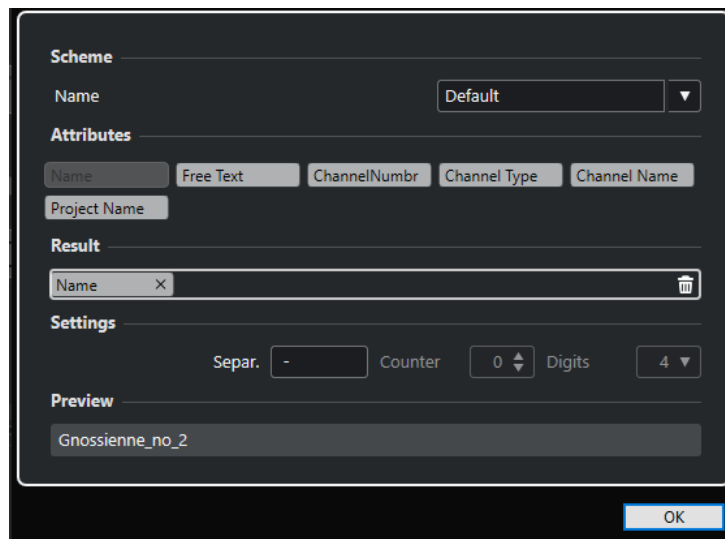 Scheme
Name Default
Attributes
Name Free Text ChannelNumbr Channel Type Channel Name
Project Name
Result
Name ×
Settings
Separ. - Counter 0 Digits 4
Preview
Gnossienne_no_2
OK